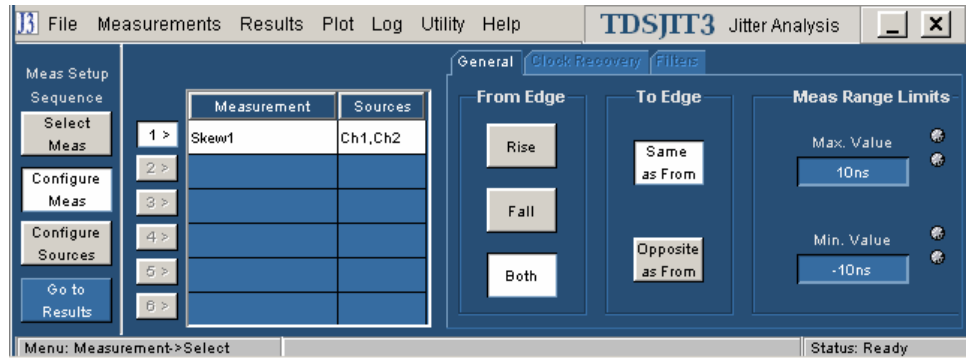 J3 File Measurements Results Plot Log Utility Help TDSJIT3 Jitter Analysis
General Clock Recovery Filters
Meas Setup
Sequence
Select
Meas
Configure
Meas
Configure
Sources
Go to
Results
Measurement Sources
1 > Skew1 Ch1,Ch2
2 >
3 >
4 >
5 >
6 >
From Edge
Rise
Fall
Both
To Edge
Same
as From
Opposite
as From
Meas Range Limits
Max. Value
10ns
Min. Value
-10ns
Menu: Measurement->Select Status: Ready